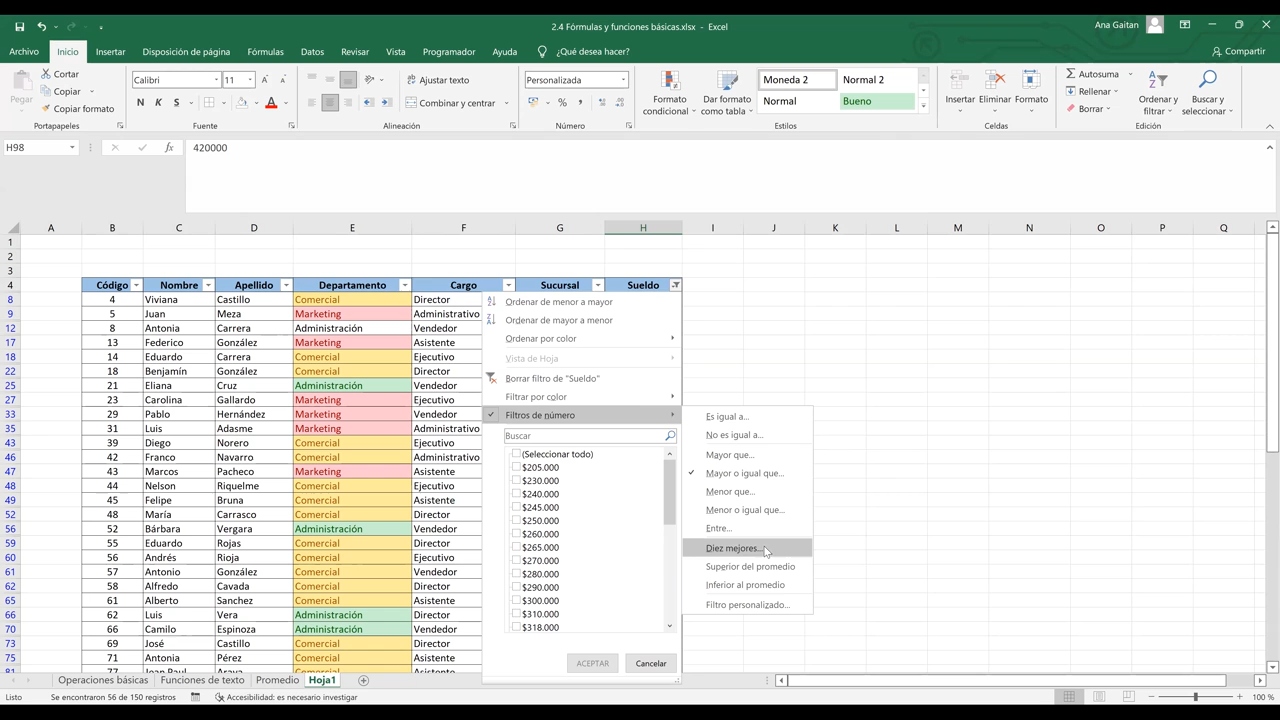 2.4 Fórmulas y funciones básicas.xlsx - Excel
Ana Gaitan
Archivo Inicio Insertar Disposición de página Fórmulas Datos Revisar Vista Programador Ayuda ¿Qué desea hacer? Compartir
Pegar
Cortar
Copiar
Copiar formato
Portapapeles
Calibri 11
N K S
Fuente
Ajustar texto
Combinar y centrar
Alineación
Personalizada
% 000
Número
Formato condicional
Dar formato como tabla
Moneda 2 Normal 2
Normal Bueno
Estilos
Insertar Eliminar Formato
Celdas
Autosuma
Rellenar
Borrar
Ordenar y filtrar
Buscar y seleccionar
Edición
H98 fx 420000
A B C D E F G H I J K L M N O P Q
1
2
3
4 Código Nombre Apellido Departamento Cargo Sucursal Sueldo
8 4 Viviana Castillo Comercial Director
9 5 Juan Meza Marketing Administrativo
12 8 Antonia Carrera Administración Vendedor
17 13 Federico González Marketing Asistente
18 14 Eduardo Carrera Comercial Ejecutivo
22 18 Benjamín González Comercial Director
25 21 Eliana Cruz Administración Vendedor
27 23 Carolina Gallardo Marketing Ejecutivo
33 29 Pablo Hernández Marketing Vendedor
35 31 Luis Adasme Marketing Administrativo
43 39 Diego Norero Comercial Ejecutivo
46 42 Franco Navarro Comercial Ejecutivo
47 43 Marcos Pacheco Marketing Asistente
48 44 Nelson Riquelme Comercial Ejecutivo
49 45 Felipe Bruna Comercial Asistente
52 48 María Carrasco Comercial Director
56 52 Bárbara Vergara Administración Vendedor
59 55 Eduardo Rojas Comercial Director
60 56 Andrés Rioja Comercial Ejecutivo
61 57 Antonio González Comercial Director
62 58 Alfredo Cavada Comercial Director
65 61 Alberto Sanchez Comercial Asistente
66 62 Luis Vera Administración Director
70 66 Camilo Espinoza Administración Vendedor
73 69 José Castillo Comercial Director
75 71 Antonia Pérez Comercial Asistente
81 77 Jean Paul Araya Comercial Ejecutivo
Ordenar de menor a mayor
Ordenar de mayor a menor
Ordenar por color
Vista de Hoja
Borrar filtro de "Sueldo"
Filtrar por color
Filtros de número
Buscar
(Seleccionar todo)
$205.000
$230.000
$240.000
$245.000
$250.000
$260.000
$265.000
$270.000
$280.000
$290.000
$300.000
$310.000
$318.000
ACEPTAR Cancelar
Es igual a...
No es igual a...
Mayor que...
Mayor o igual que...
Menor que...
Menor o igual que...
Entre...
Diez mejores...
Superior del promedio
Inferior al promedio
Filtro personalizado...
Operaciones básicas Funciones de texto Promedio Hoja1
Listo Se encontraron 56 de 150 registros Accesibilidad: es necesario investigar 100 %